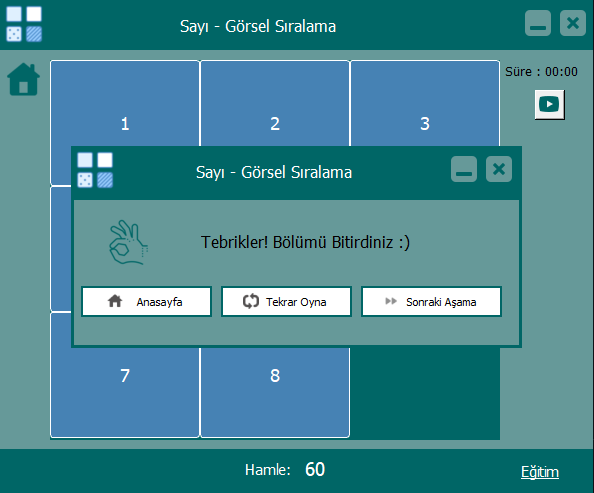 Sayı - Görsel Sıralama
Süre : 00:00
1 2 3
Sayı - Görsel Sıralama
Tebrikler! Bölümü Bitirdiniz :)
Anasayfa Tekrar Oyna Sonraki Aşama
7 8
Hamle: 60
Eğitim